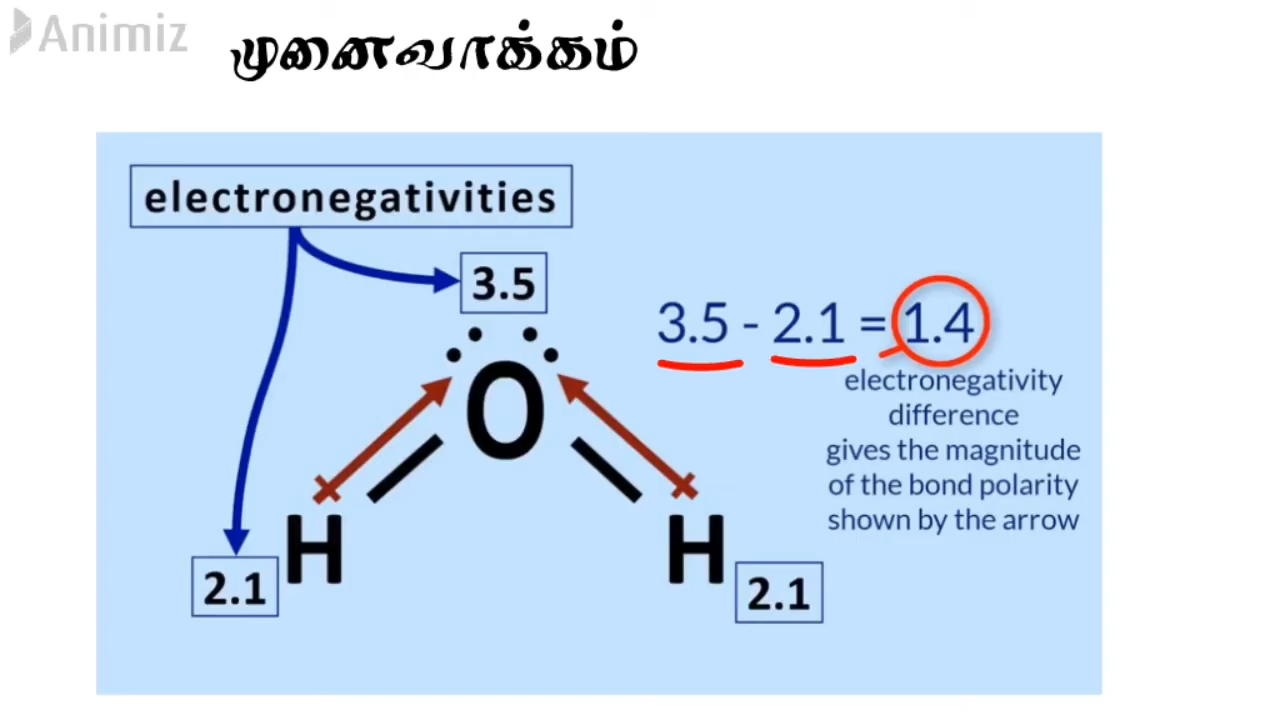 Animiz
முனைவாக்கம்
electronegativities
3.5
3.5 - 2.1 = 1.4
electronegativity
difference
gives the magnitude
of the bond polarity
shown by the arrow
O
H
H
2.1
2.1